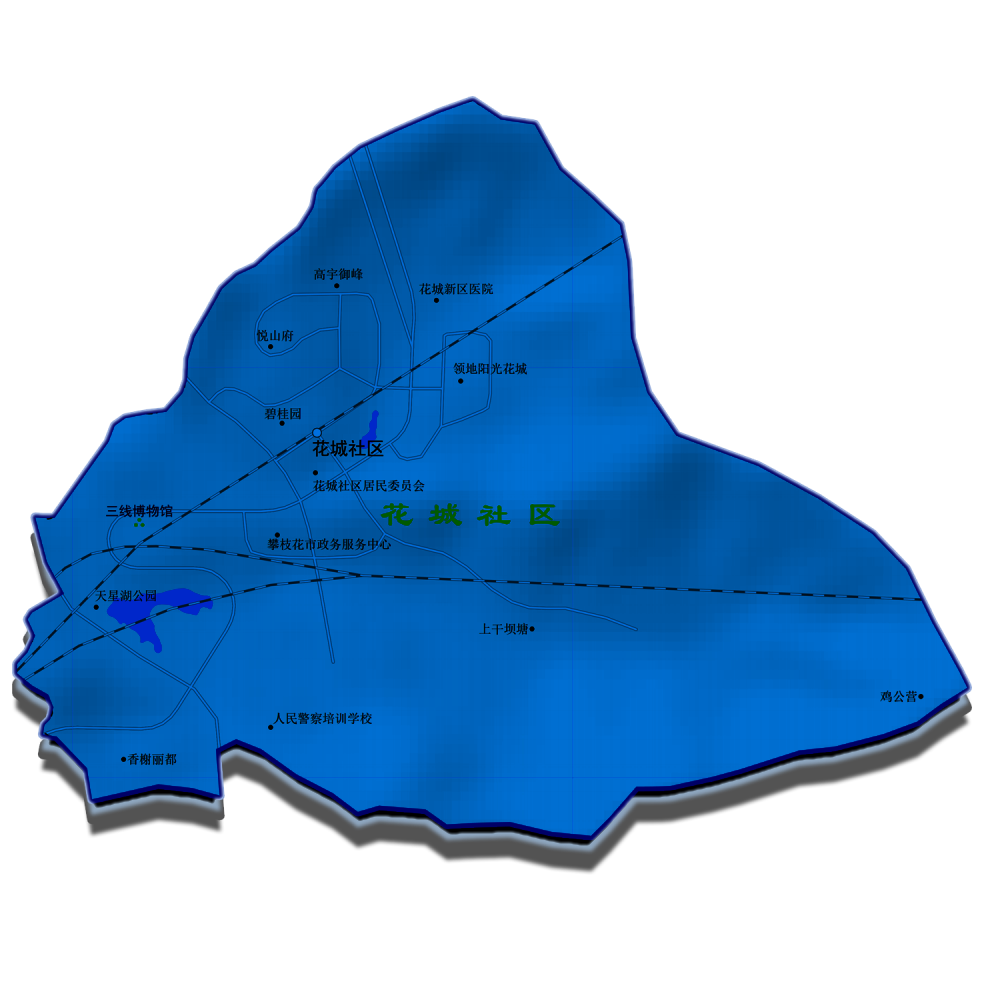 高宇御峰
花城新区医院
悦山府
领地阳光花城
碧桂园
花城社区
花城社区居民委员会
三线博物馆
花城社区
攀枝花市政务服务中心
天星湖公园
上干坝塘
鸡公营
人民警察培训学校
香榭丽都